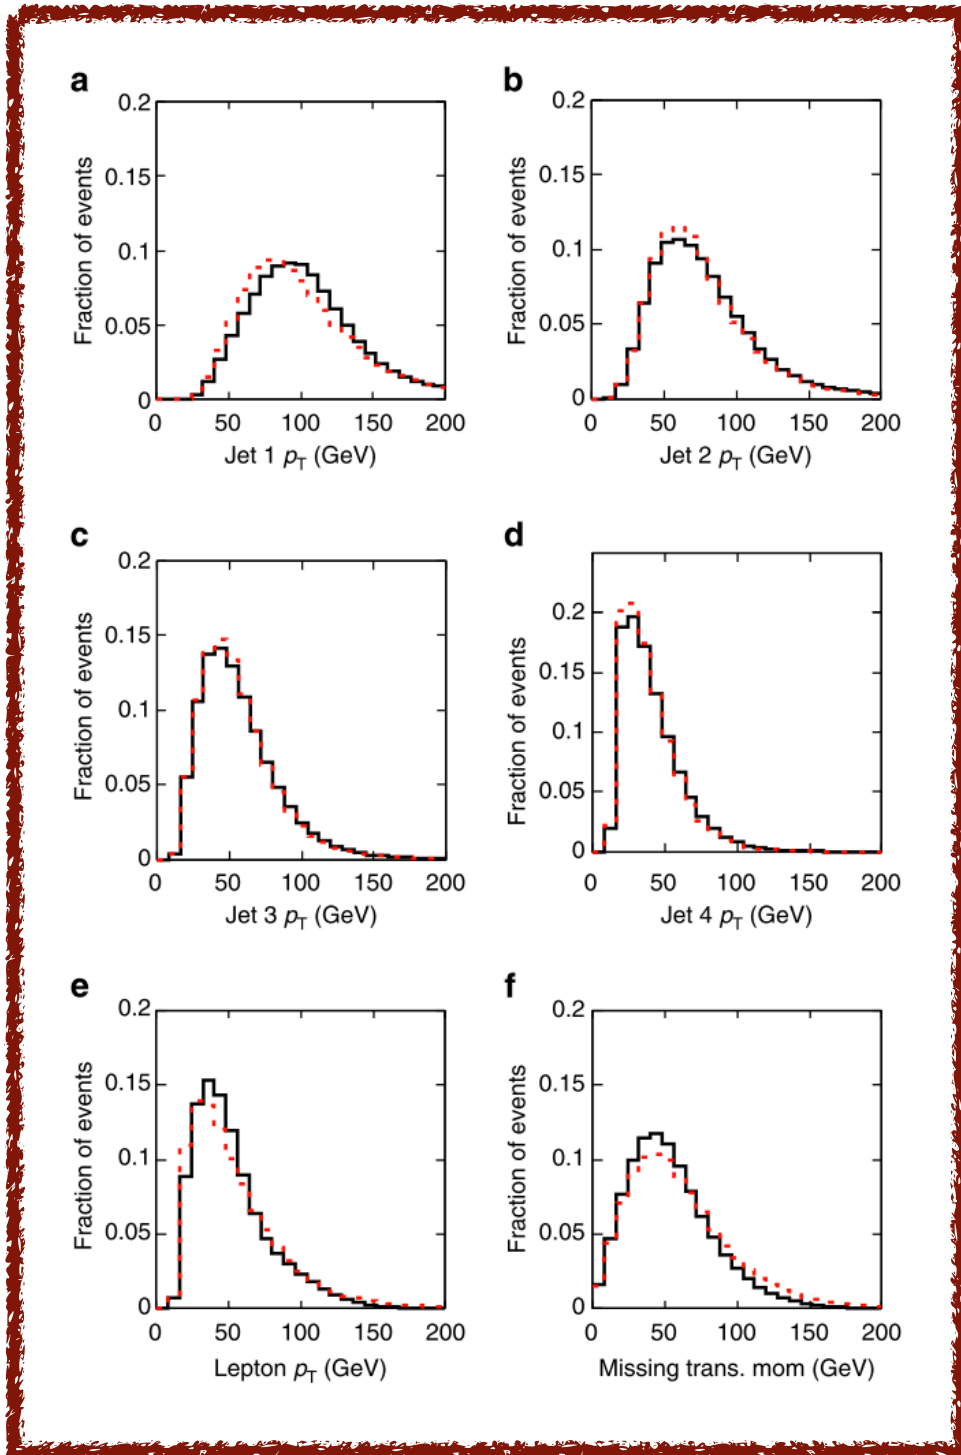 a
0.2
0.15
0.1
0.05
0
0 50 100 150 200
Fraction of events
Jet 1 pT (GeV)
b
0.2
0.15
0.1
0.05
0
0 50 100 150 200
Fraction of events
Jet 2 pT (GeV)
c
0.2
0.15
0.1
0.05
0
0 50 100 150 200
Fraction of events
Jet 3 pT (GeV)
d
0.2
0.15
0.1
0.05
0
0 50 100 150 200
Fraction of events
Jet 4 pT (GeV)
e
0.2
0.15
0.1
0.05
0
0 50 100 150 200
Fraction of events
Lepton pT (GeV)
f
0.2
0.15
0.1
0.05
0
0 50 100 150 200
Fraction of events
Missing trans. mom (GeV)